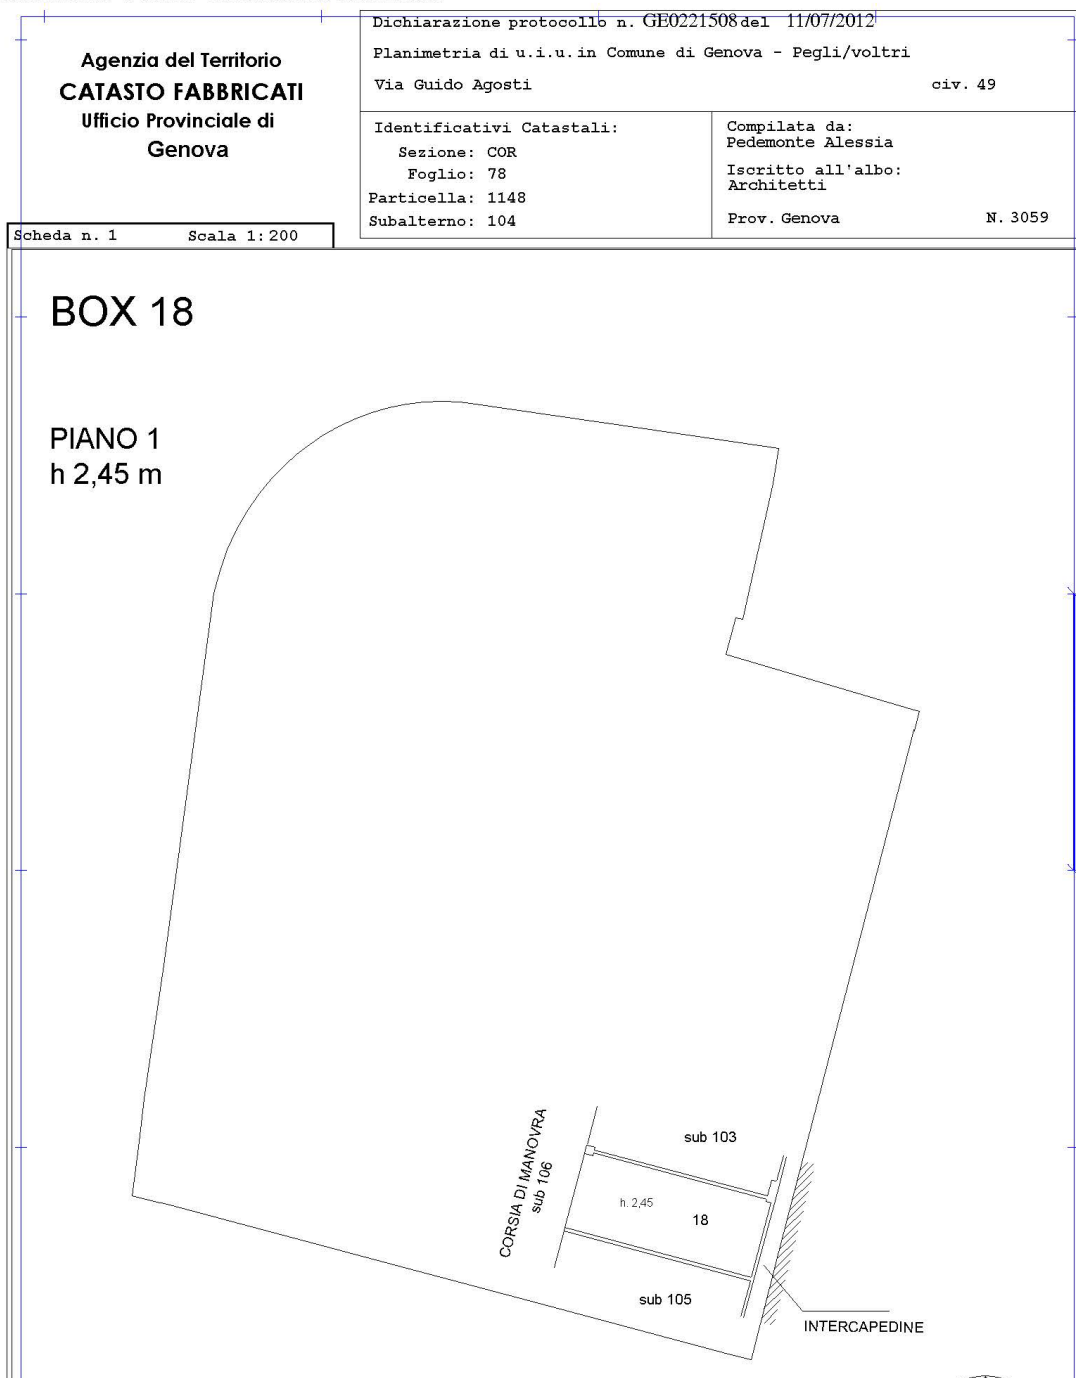 Agenzia del Territorio
CATASTO FABBRICATI
Ufficio Provinciale di
Genova
Dichiarazione protocollo n. GE0221508 del 11/07/2012
Planimetria di u.i.u. in Comune di Genova - Pegli/voltri
Via Guido Agosti civ. 49
Identificativi Catastali:
Sezione: COR
Foglio: 78
Particella: 1148
Subalterno: 104
Compilata da:
Pedemonte Alessia
Iscritto all'albo:
Architetti
Prov. Genova N. 3059
Scheda n. 1 Scala 1:200
BOX 18
PIANO 1
h 2,45 m
CORSIA DI MANOVRA
sub 106
sub 103
h. 2,45
18
sub 105
INTERCAPEDINE